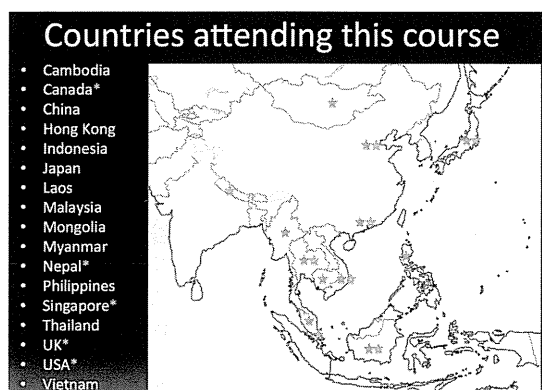 Countries attending this course
• Cambodia
• Canada*
• China
• Hong Kong
• Indonesia
• Japan
• Laos
• Malaysia
• Mongolia
• Myanmar
• Nepal*
• Philippines
• Singapore*
• Thailand
• UK*
• USA*
• Vietnam